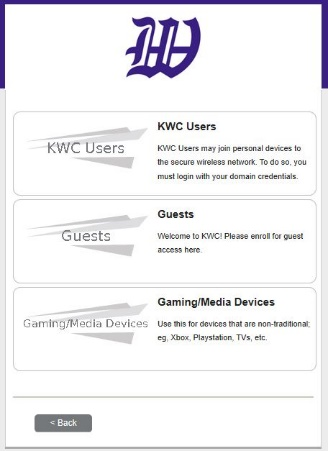 W
KWC Users
KWC Users
KWC Users may join personal devices to
the secure wireless network. To do so, you
must login with your domain credentials.
Guests
Guests
Welcome to KWC! Please enroll for guest
access here.
Gaming/Media Devices
Gaming/Media Devices
Use this for devices that are non-traditional;
eg, Xbox, Playstation, TVs, etc.
< Back